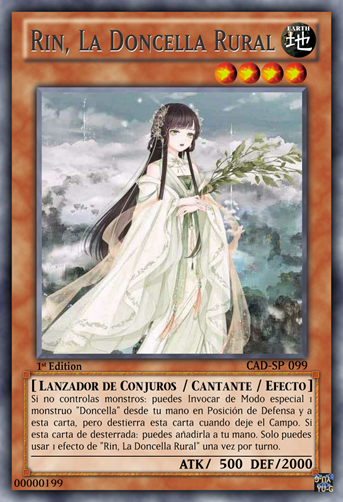 RIN, LA DONCELLA RURAL
EARTH
地
1st Edition
CAD-SP 099
[ LANZADOR DE CONJUROS / CANTANTE / EFECTO ]
Si no controlas monstros: puedes Invocar de Modo especial 1
monstruo "Doncella" desde tu mano en Posición de Defensa y a
esta carta, pero destierra esta carta cuando deje el Campo. Si
esta carta de desterrada: puedes añadirla a tu mano. Solo puedes
usar 1 efecto de "Rin, La Doncella Rural" una vez por turno.
ATK/ 500 DEF/2000
00000199